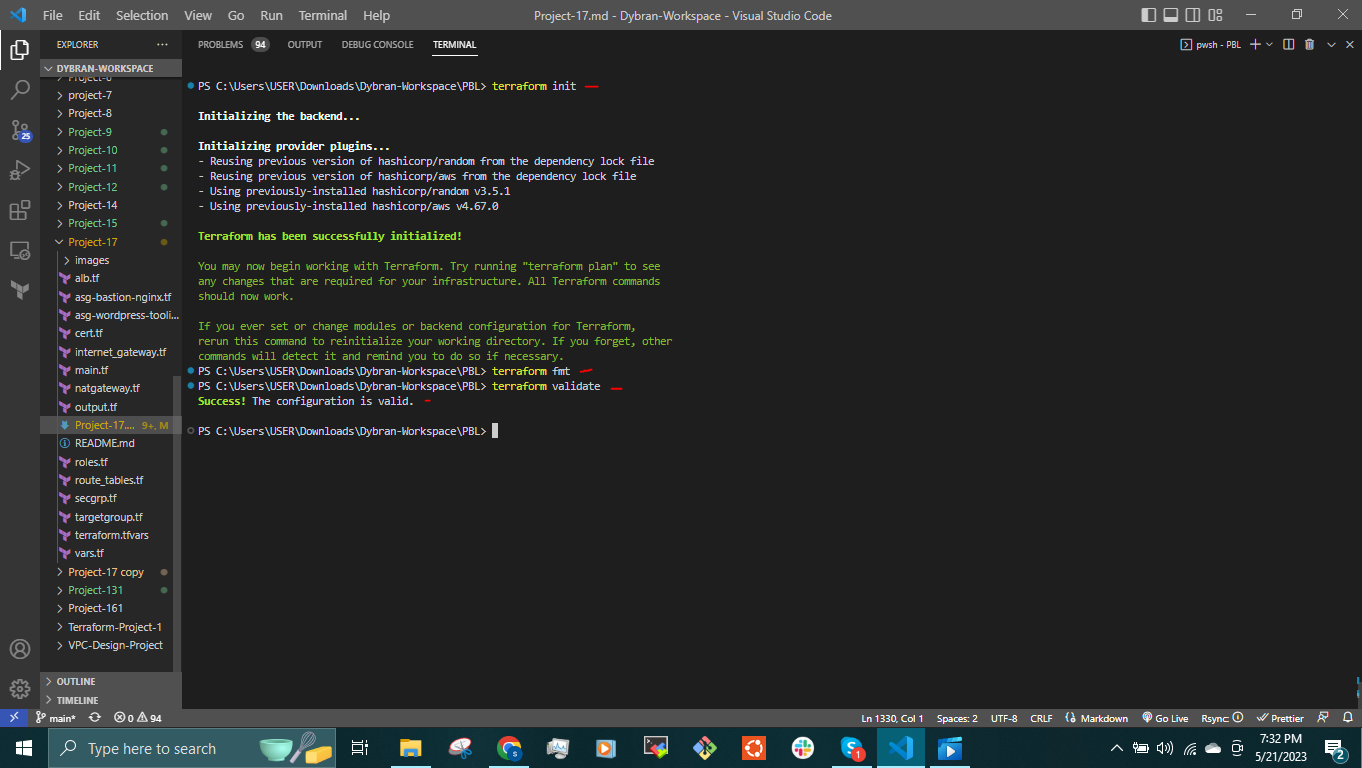 File Edit Selection View Go Run Terminal Help
Project-17.md - Dybran-Workspace - Visual Studio Code
EXPLORER
DYBRAN-WORKSPACE
Project-6
project-7
Project-8
Project-9
Project-10
Project-11
Project-12
Project-14
Project-15
Project-17
images
alb.tf
asg-bastion-nginx.tf
asg-wordpress-tooli...
cert.tf
internet_gateway.tf
main.tf
natgateway.tf
output.tf
Project-17.... 9+, M
README.md
roles.tf
route_tables.tf
secgrp.tf
targetgroup.tf
terraform.tfvars
vars.tf
Project-17 copy
Project-131
Project-161
Terraform-Project-1
VPC-Design-Project
OUTLINE
TIMELINE
25
PROBLEMS 94 OUTPUT DEBUG CONSOLE TERMINAL
pwsh - PBL
PS C:\Users\USER\Downloads\Dybran-Workspace\PBL> terraform init
Initializing the backend...
Initializing provider plugins...
- Reusing previous version of hashicorp/random from the dependency lock file
- Reusing previous version of hashicorp/aws from the dependency lock file
- Using previously-installed hashicorp/random v3.5.1
- Using previously-installed hashicorp/aws v4.67.0
Terraform has been successfully initialized!
You may now begin working with Terraform. Try running "terraform plan" to see
any changes that are required for your infrastructure. All Terraform commands
should now work.
If you ever set or change modules or backend configuration for Terraform,
rerun this command to reinitialize your working directory. If you forget, other
commands will detect it and remind you to do so if necessary.
PS C:\Users\USER\Downloads\Dybran-Workspace\PBL> terraform fmt
PS C:\Users\USER\Downloads\Dybran-Workspace\PBL> terraform validate
Success! The configuration is valid.
PS C:\Users\USER\Downloads\Dybran-Workspace\PBL>
main* 0 94
Ln 1330, Col 1 Spaces: 2 UTF-8 CRLF Markdown Go Live Rsync: Prettier
Type here to search
S
1
7:32 PM
5/21/2023
2